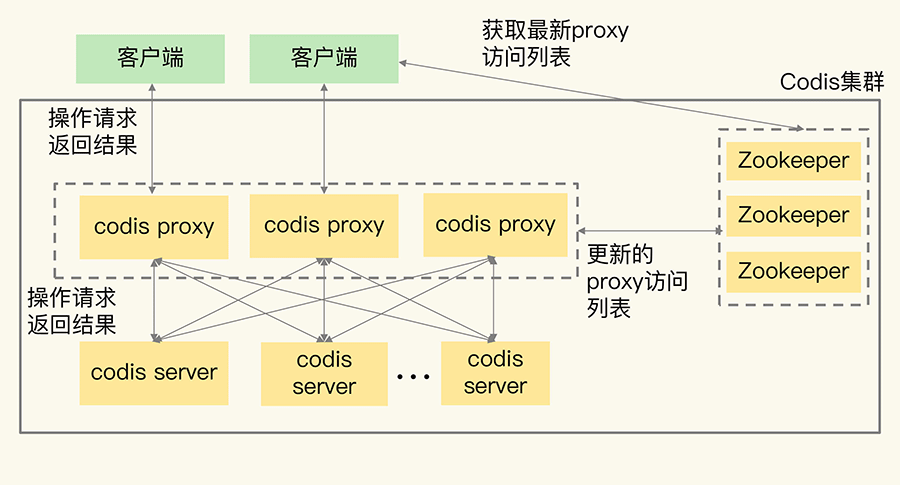 获取最新proxy
访问列表
客户端
客户端
Codis集群
操作请求
返回结果
Zookeeper
Zookeeper
Zookeeper
codis proxy
codis proxy
codis proxy
更新的
proxy访问
列表
操作请求
返回结果
codis server
codis
server
...
codis
server